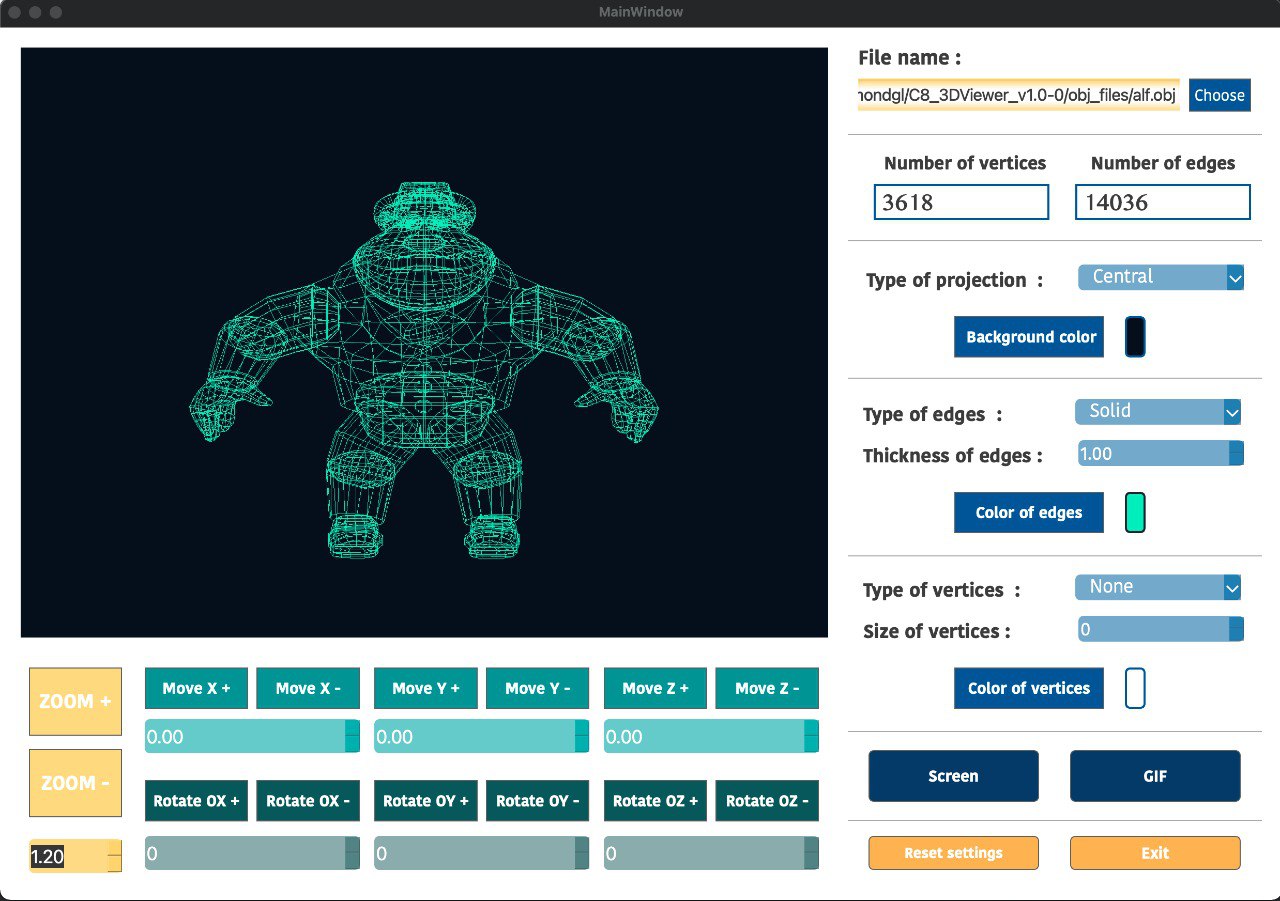 MainWindow
File name :
hondgl/C8_3DViewer_v1.0-0/obj_files/alf.obj
Choose
Number of vertices
Number of edges
3618
14036
Type of projection :
Central
Background color
Type of edges :
Solid
Thickness of edges :
1.00
Color of edges
Type of vertices :
None
Size of vertices :
0
Color of vertices
Screen
GIF
Reset settings
Exit
ZOOM +
ZOOM -
1.20
Move X +
Move X -
Move Y +
Move Y -
Move Z +
Move Z -
0.00
0.00
0.00
Rotate OX +
Rotate OX -
Rotate OY +
Rotate OY -
Rotate OZ +
Rotate OZ -
0
0
0